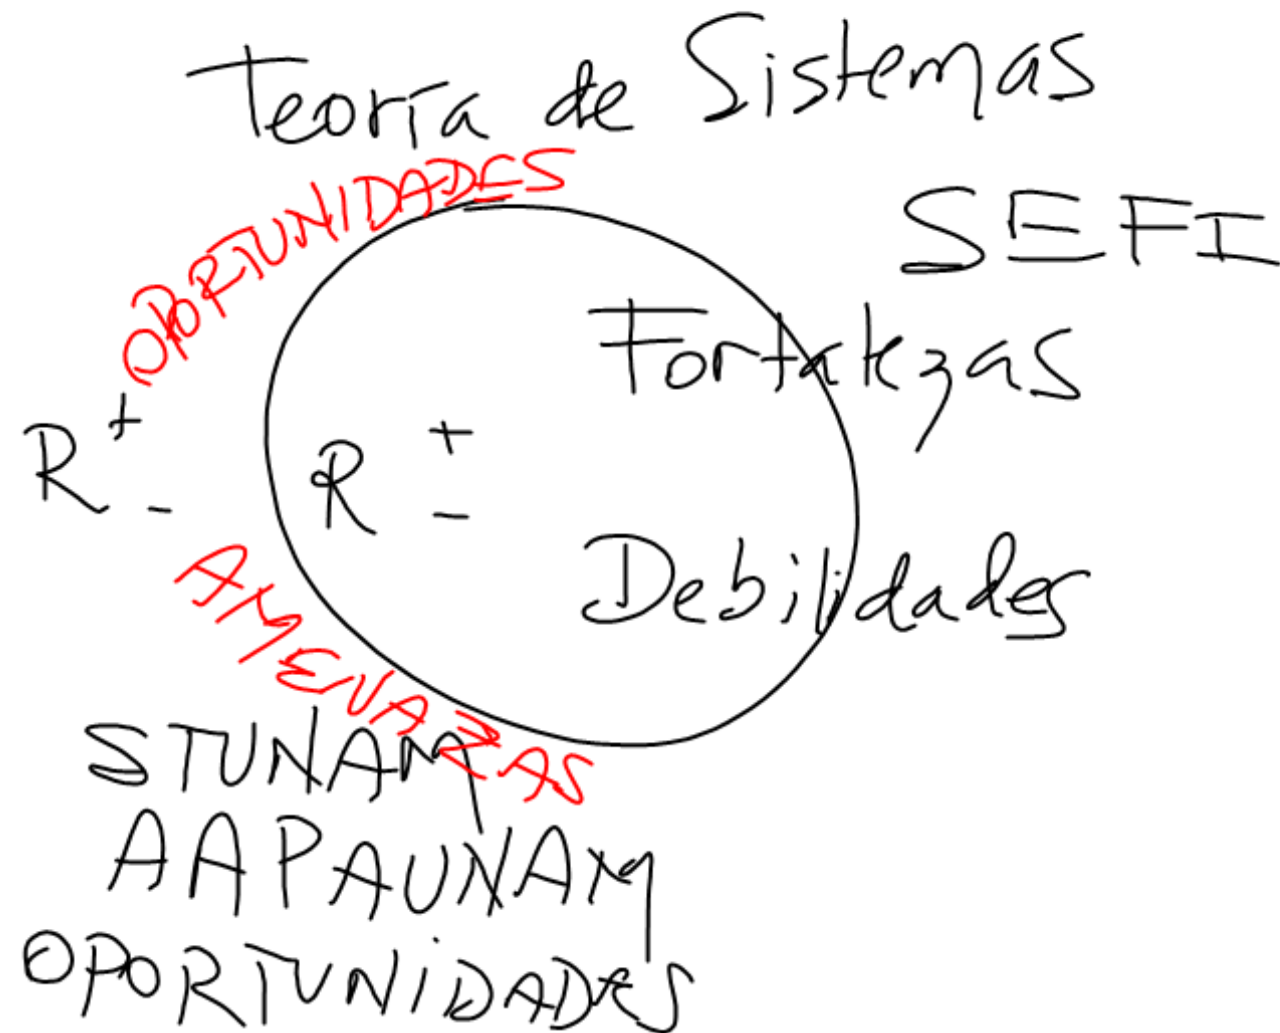 Teoría de Sistemas
OPORTUNIDADES
SEFI
Fortalezas
R + -
R + -
Debilidades
AMENAZAS
STUNAM
AAPAUNAM
OPORTUNIDADES